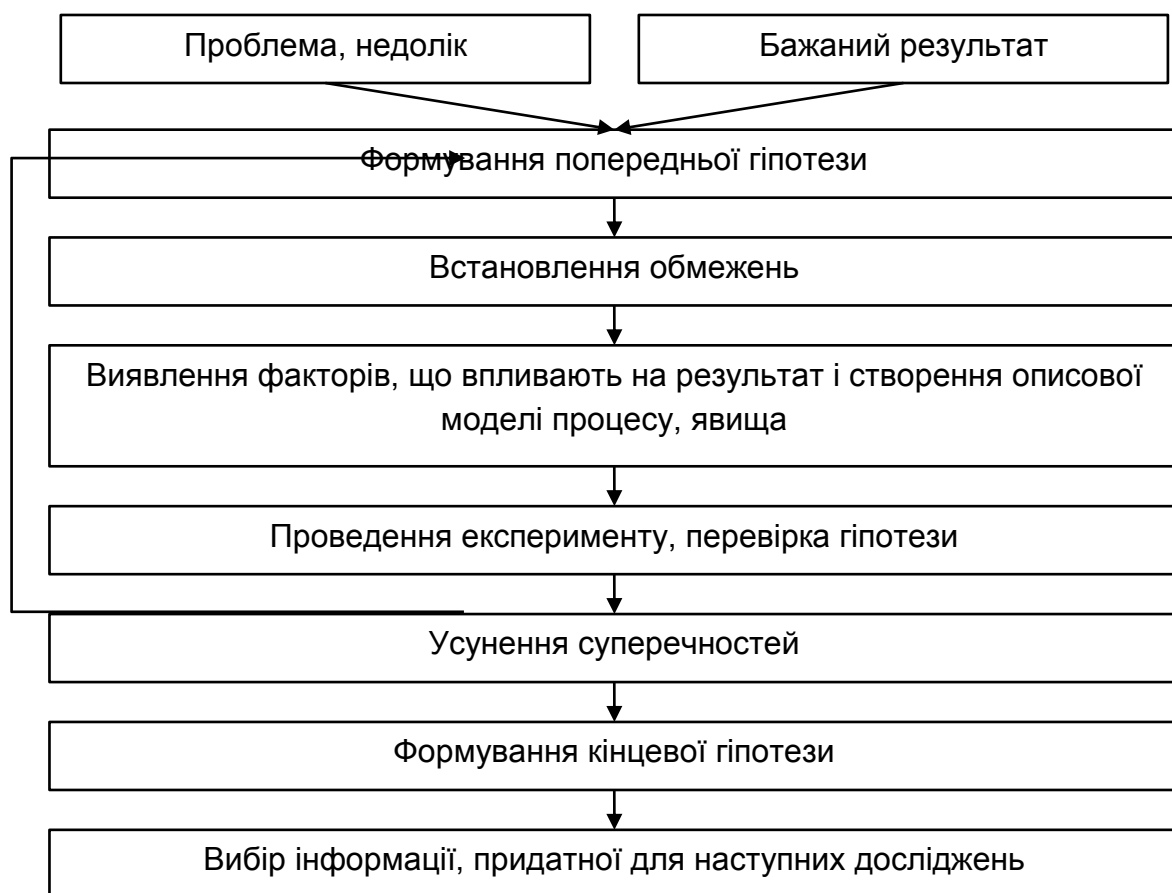 Проблема, недолік
Бажаний результат
Формування попередньої гіпотези
Встановлення обмежень
Виявлення факторів, що впливають на результат і створення описової
моделі процесу, явища
Проведення експерименту, перевірка гіпотези
Усунення суперечностей
Формування кінцевої гіпотези
Вибір інформації, придатної для наступних досліджень